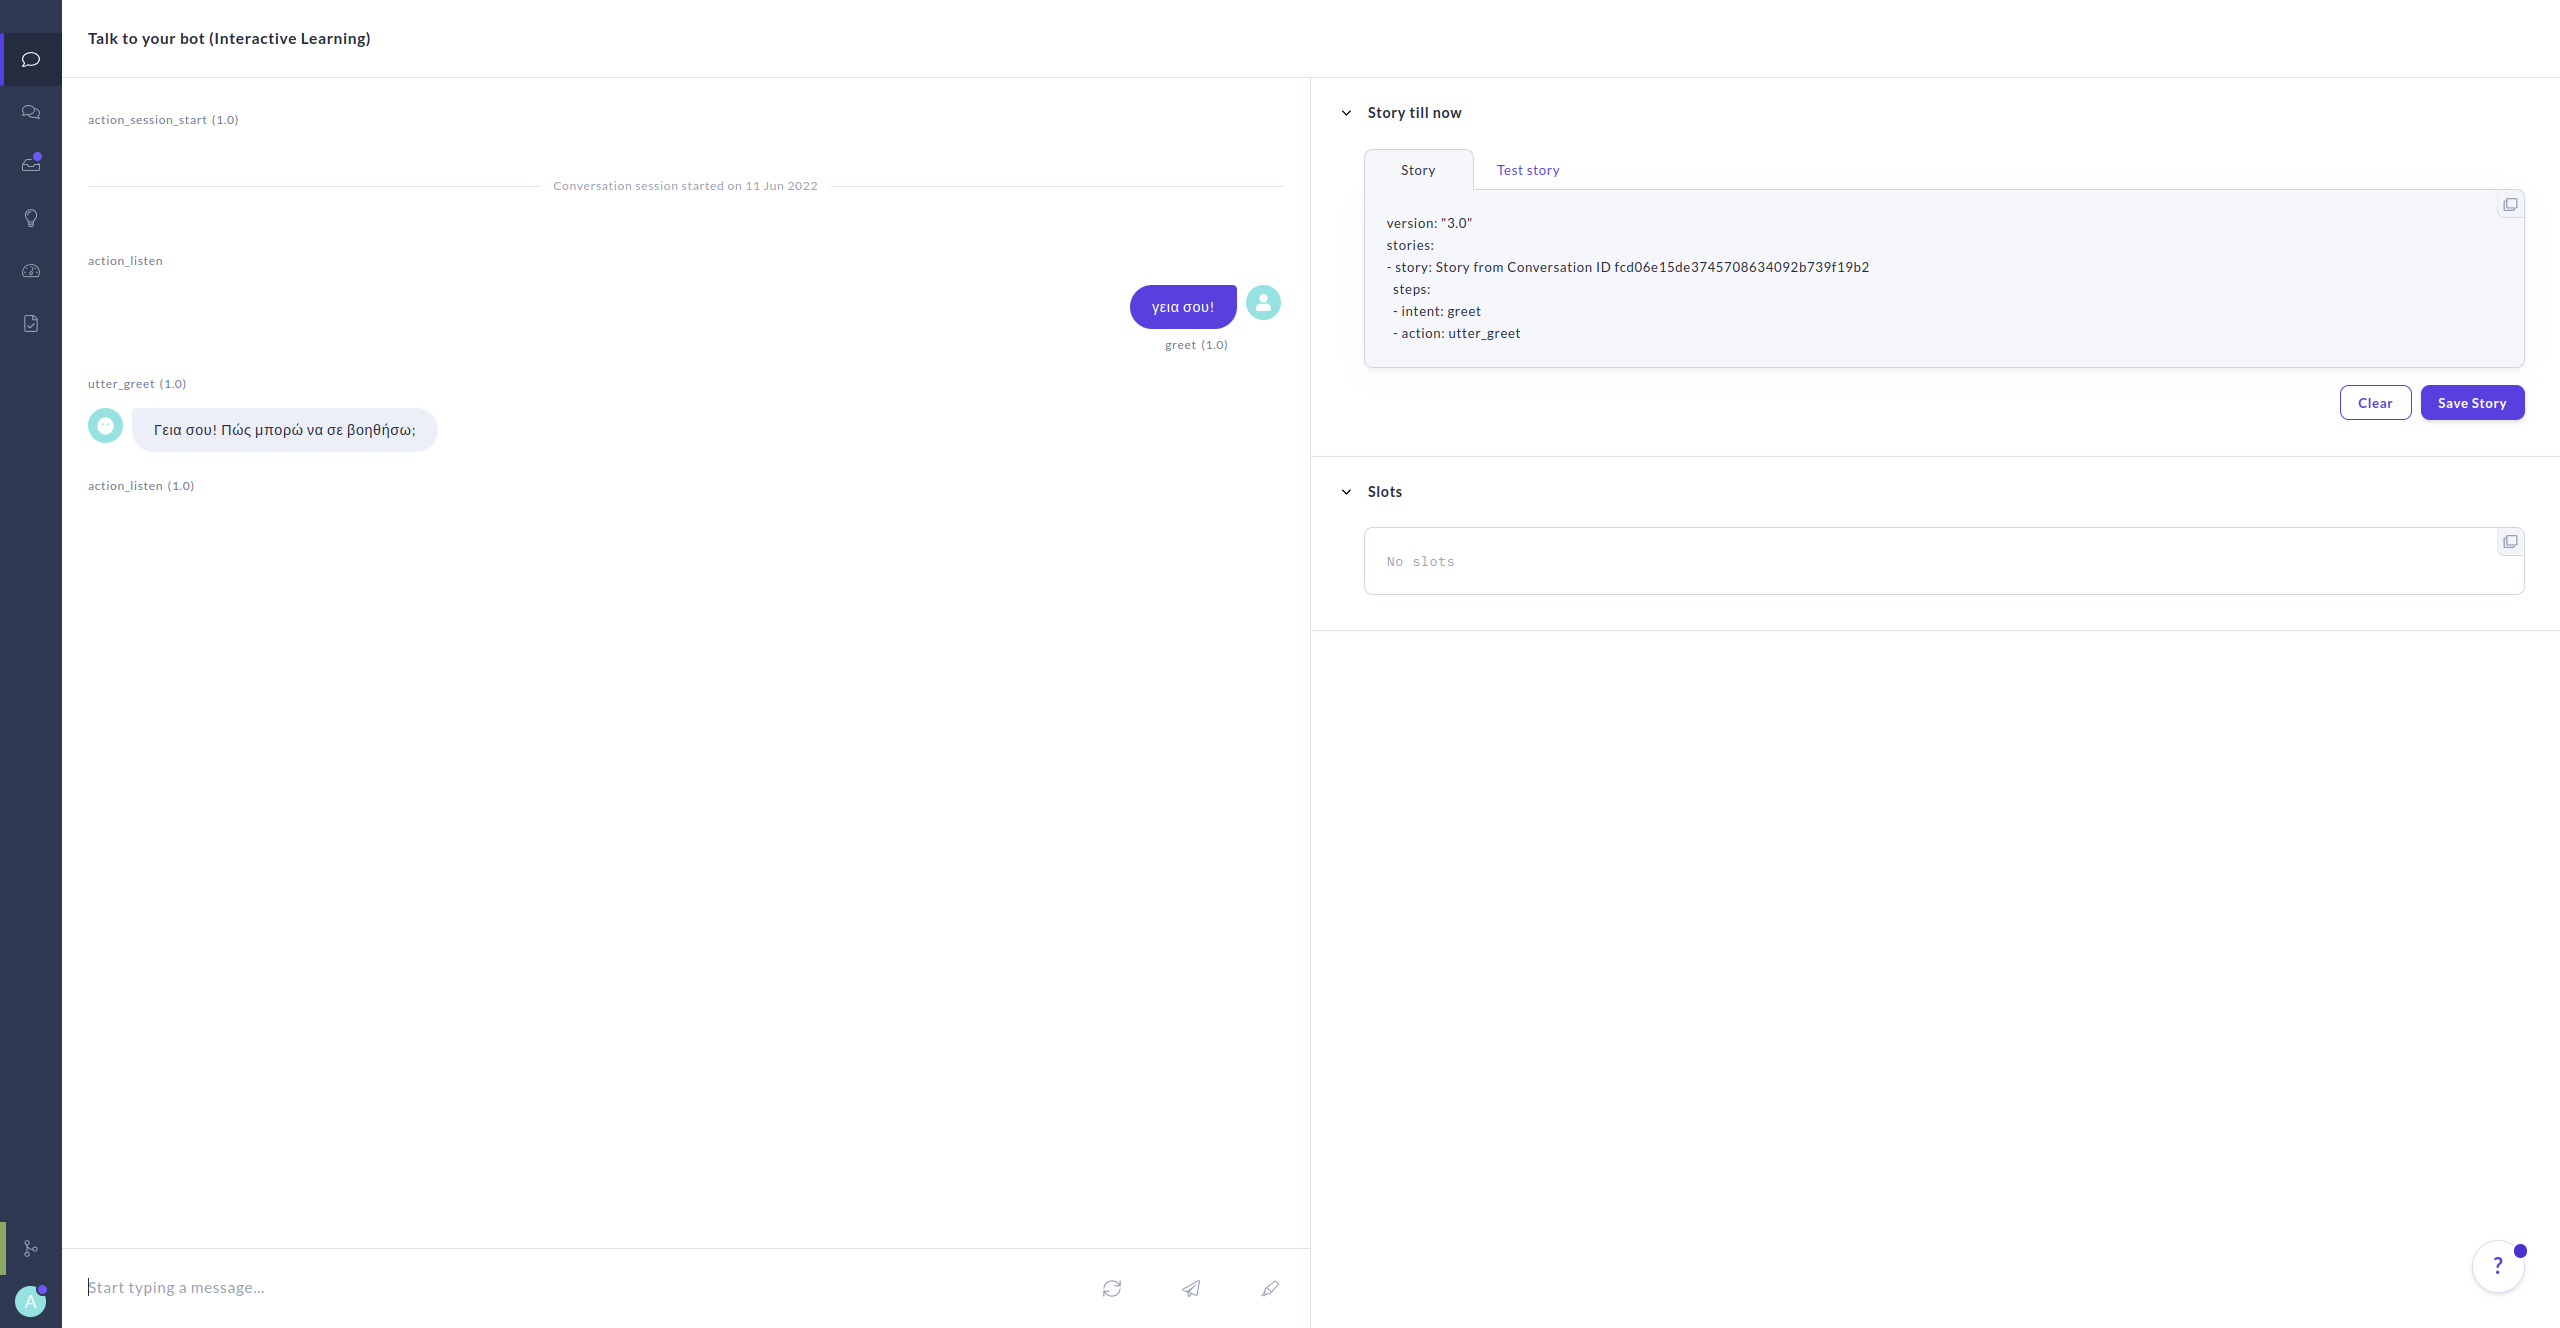 Talk to your bot (Interactive Learning)
action_session_start (1.0)
Conversation session started on 11 Jun 2022
action_listen
γεια σου!
greet (1.0)
utter_greet (1.0)
Γεια σου! Πώς μπορώ να σε βοηθήσω;
action_listen (1.0)
Start typing a message...
A
Story till now
Story
Test story
version: "3.0"
stories:
- story: Story from Conversation ID fcd06e15de3745708634092b739f19b2
steps:
- intent: greet
- action: utter_greet
Clear
Save Story
Slots
No slots
?